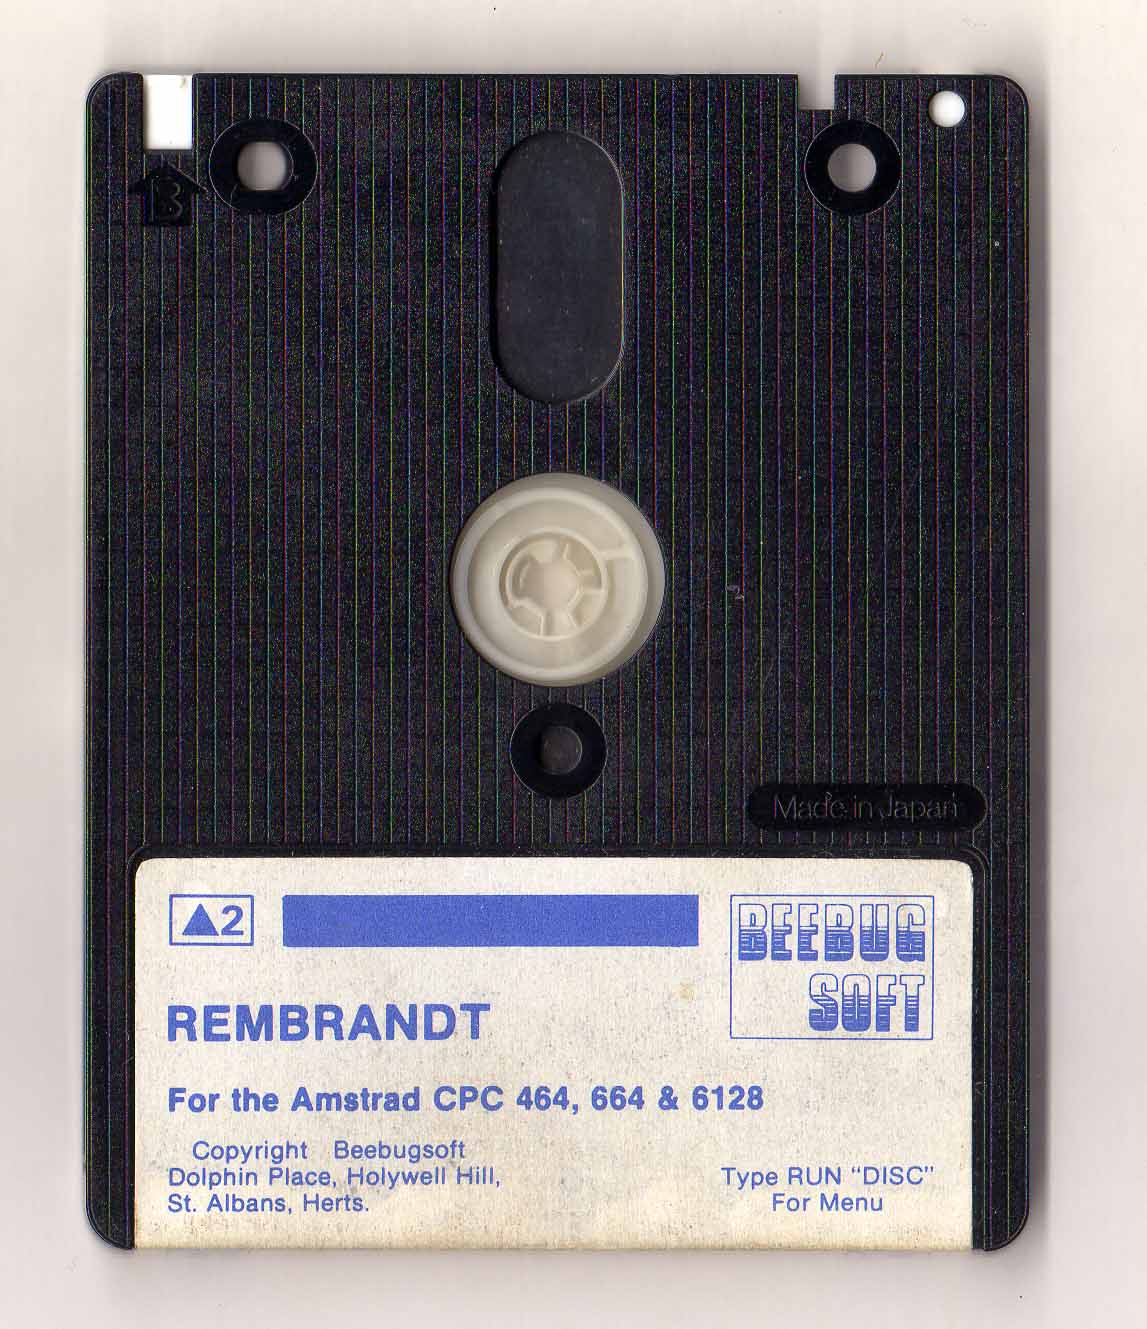 B
Made in Japan
▲2
BEEBUG
SOFT
REMBRANDT
For the Amstrad CPC 464, 664 & 6128
Copyright Beebugsoft
Dolphin Place, Holywell Hill,
St. Albans, Herts.
Type RUN "DISC"
For Menu